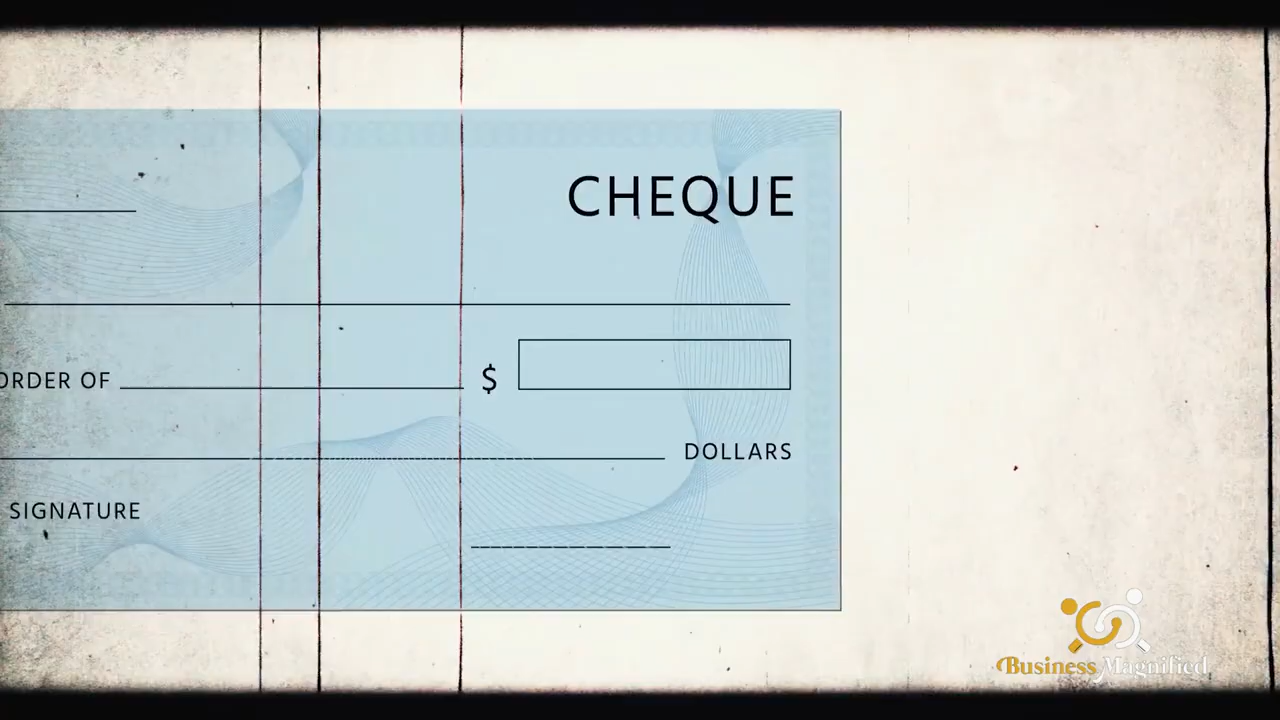 CHEQUE
ORDER OF $
DOLLARS
SIGNATURE
Business Magnified